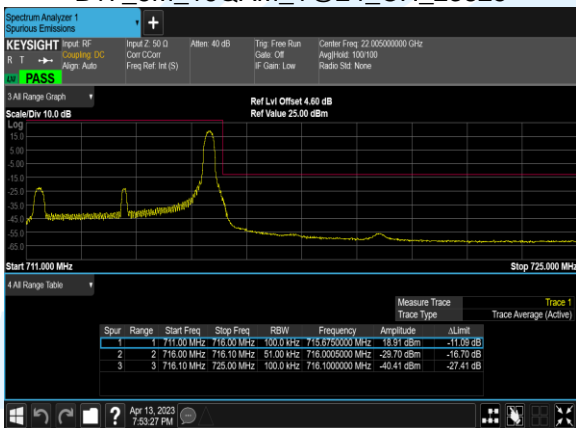 Spectrum Analyzer 1
Spurious Emissions
+
KEYSIGHT Input: RF Input Z: 50 Ω Atten: 40 dB Trig: Free Run Center Freq: 22.005000000 GHz
R T Coupling: DC Corr CCorr Gate: Off Avg|Hold: 100/100
Align: Auto Freq Ref: Int (S) IF Gain: Low Radio Std: None
PASS
3 All Range Graph Ref Lvl Offset 4.60 dB
Scale/Div 10.0 dB Ref Value 25.00 dBm
Log
15.0
5.00
-5.00
-15.0
-25.0
-35.0
-45.0
-55.0
-65.0
Start 711.000 MHz Stop 725.000 MHz
4 All Range Table
Measure Trace Trace 1
Trace Type Trace Average (Active)
Spur Range Start Freq Stop Freq RBW Frequency Amplitude ΔLimit
1 1 711.00 MHz 716.00 MHz 100.0 kHz 715.6750000 MHz 18.91 dBm -11.09 dB
2 2 716.00 MHz 716.10 MHz 51.00 kHz 716.0005000 MHz -29.70 dBm -16.70 dB
3 3 716.10 MHz 725.00 MHz 100.0 kHz 716.1000000 MHz -40.41 dBm -27.41 dB
? Apr 13, 2023
7:53:27 PM